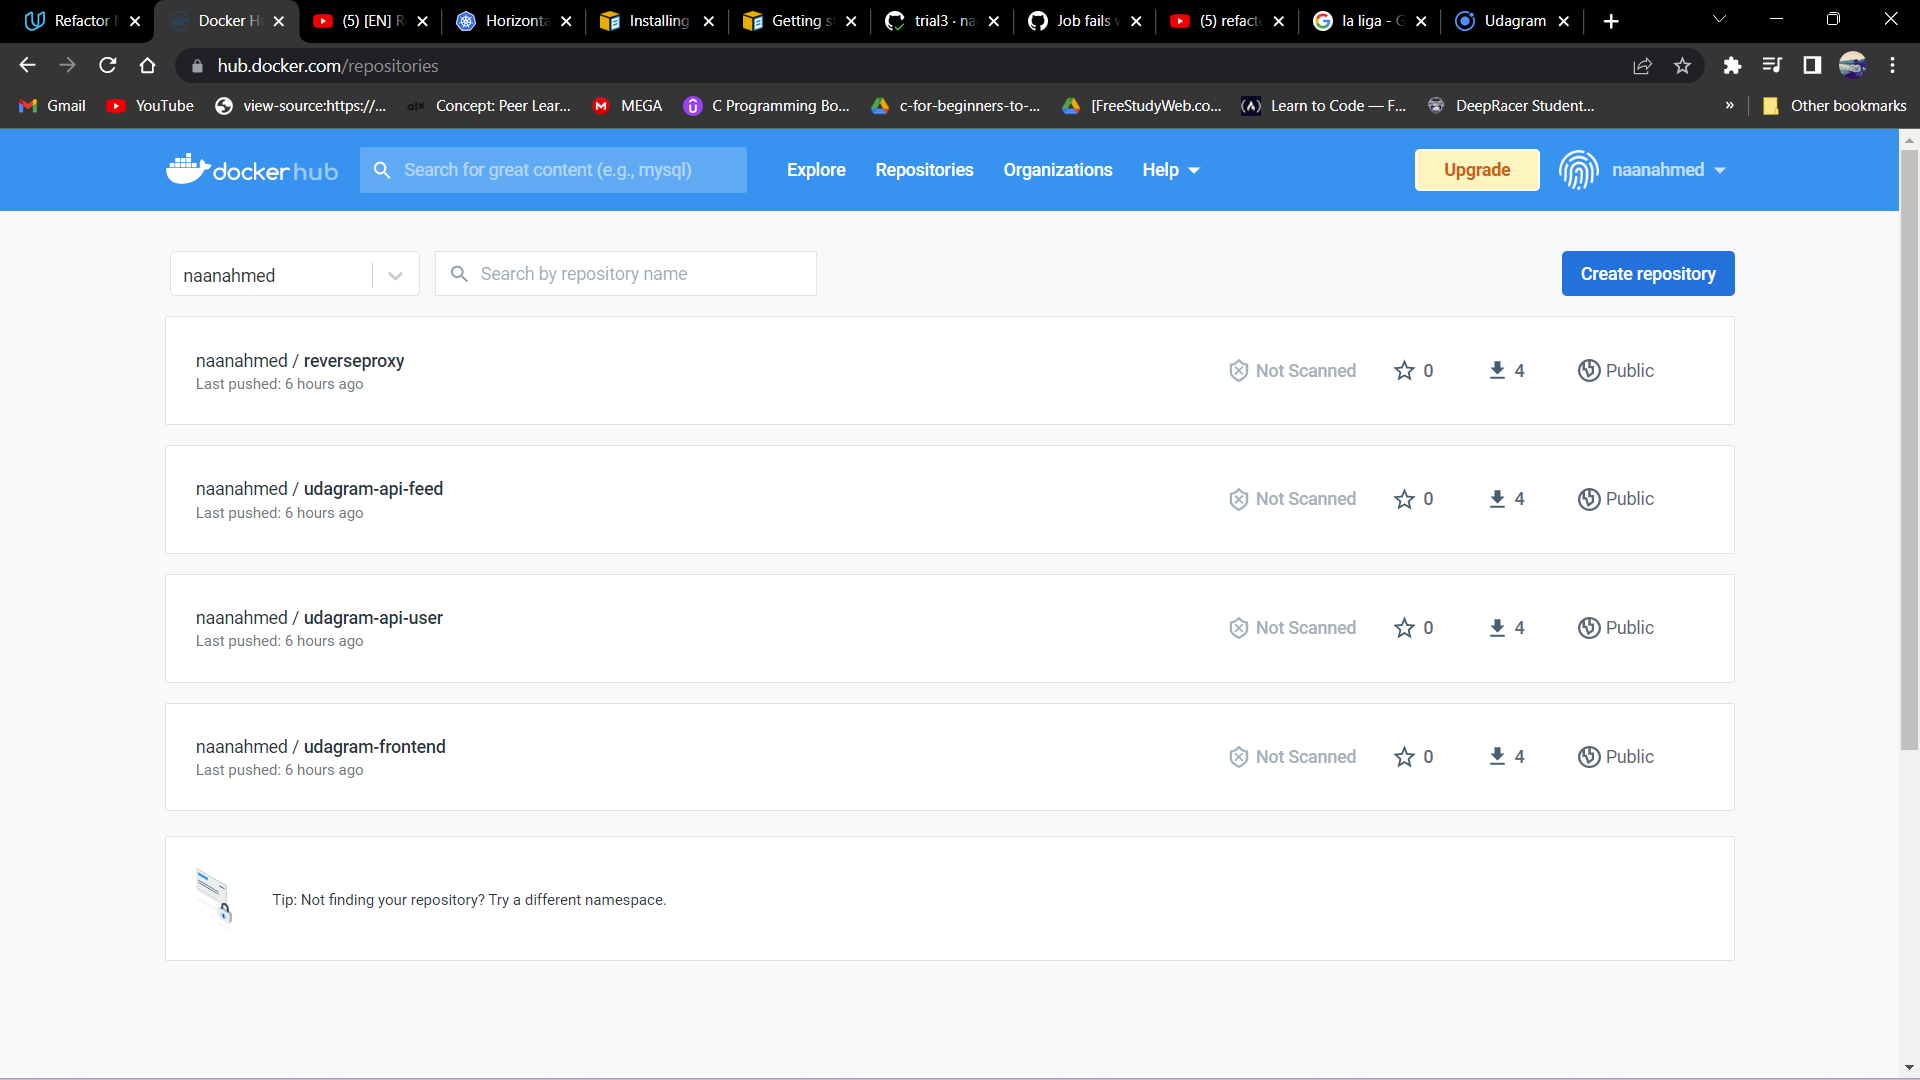 Refactor
Docker H
(5) [EN] R
Horizonta
Installing
Getting s
trial3 · na
Job fails
(5) refact
la liga - G
Udagram
hub.docker.com/repositories
Gmail
YouTube
view-source:https://...
alx
Concept: Peer Lear...
MEGA
C Programming Bo...
c-for-beginners-to-...
[FreeStudyWeb.co...
Learn to Code — F...
DeepRacer Student...
»
Other bookmarks
dockerhub
Search for great content (e.g., mysql)
Explore
Repositories
Organizations
Help
Upgrade
naanahmed
naanahmed
Search by repository name
Create repository
naanahmed / reverseproxy
Last pushed: 6 hours ago
Not Scanned
0
4
Public
naanahmed / udagram-api-feed
Last pushed: 6 hours ago
Not Scanned
0
4
Public
naanahmed / udagram-api-user
Last pushed: 6 hours ago
Not Scanned
0
4
Public
naanahmed / udagram-frontend
Last pushed: 6 hours ago
Not Scanned
0
4
Public
Tip: Not finding your repository? Try a different namespace.